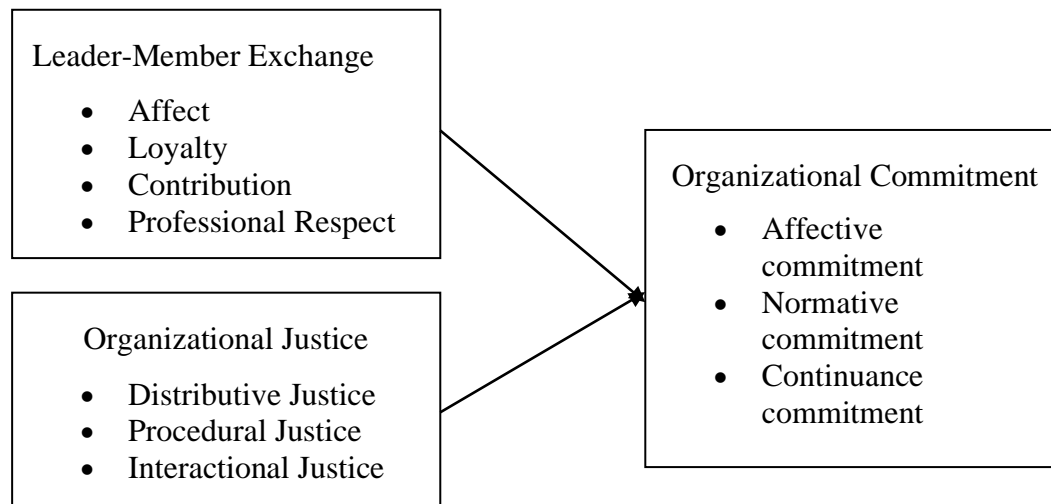 Leader-Member Exchange
• Affect
• Loyalty
• Contribution
• Professional Respect
Organizational Justice
• Distributive Justice
• Procedural Justice
• Interactional Justice
Organizational Commitment
• Affective
commitment
• Normative
commitment
• Continuance
commitment